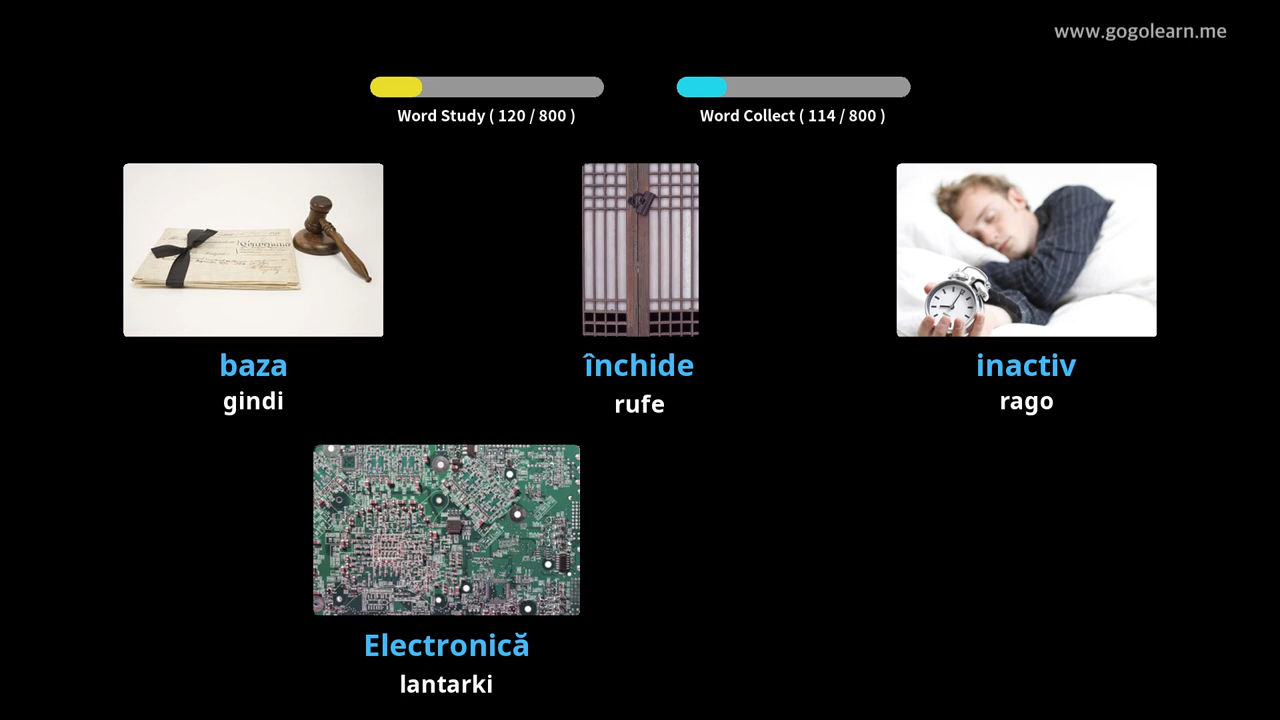 www.gogolearn.me
Word Study ( 120 / 800 )
Word Collect ( 114 / 800 )
baza
gindi
închide
rufe
inactiv
rago
Electronică
lantarki